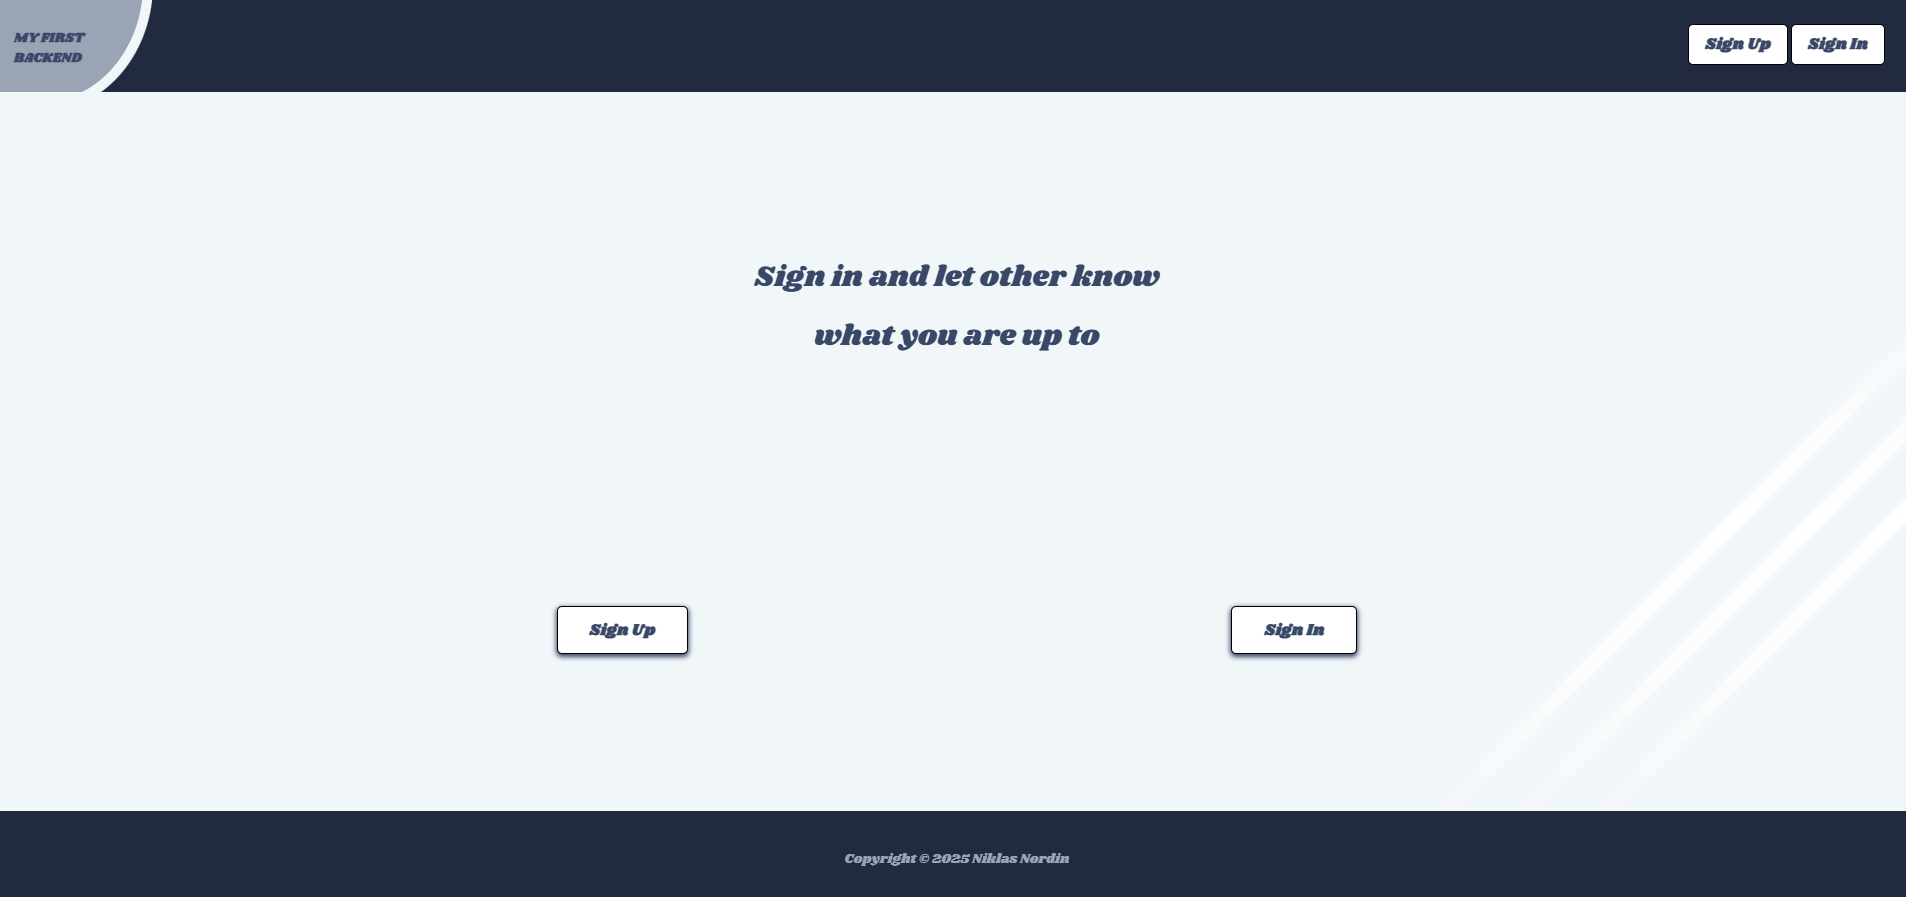 MY FIRST
BACKEND
Sign Up
Sign In
Sign in and let other know
what you are up to
Sign Up
Sign In
Copyright © 2025 Niklas Nordin